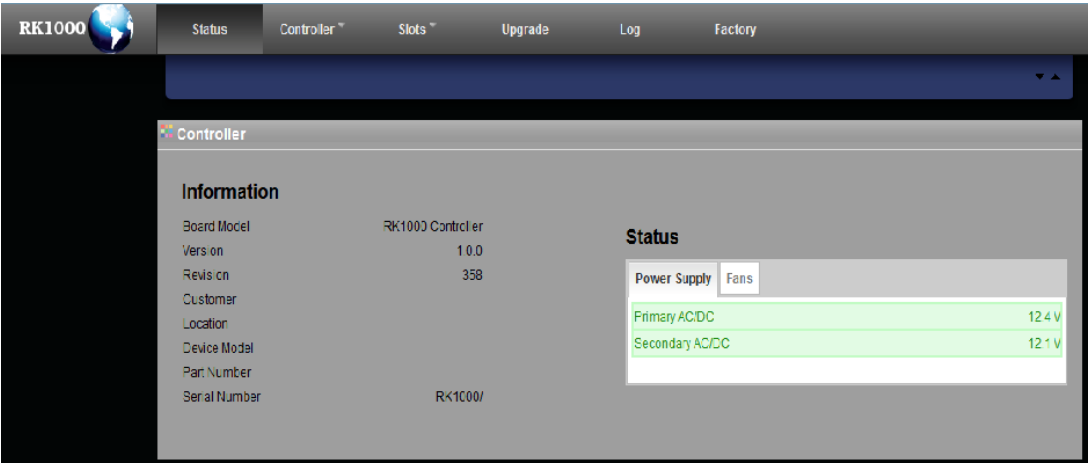 RK1000 Status Controller Slots Upgrade Log Factory
Controller
Information
Board Model RK1000 Controller
Version 1.0.0
Revision 358
Customer
Location
Device Model
Part Number
Serial Number RK1000/
Status
Power Supply Fans
Primary AC/DC 12.4 V
Secondary AC/DC 12.1 V